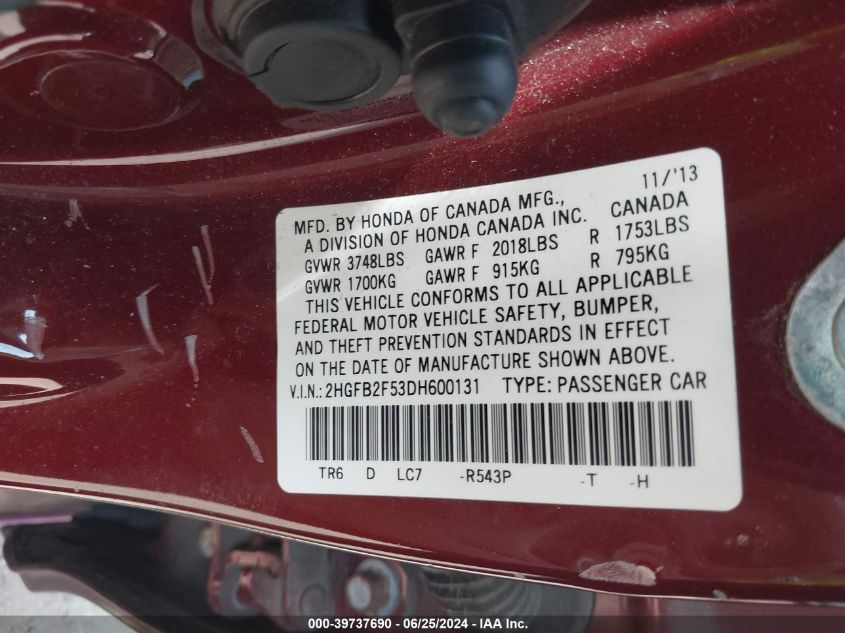 11/'13
MFD. BY HONDA OF CANADA MFG., CANADA
A DIVISION OF HONDA CANADA INC.
GVWR 3748LBS GAWR F 2018LBS R 1753LBS
GVWR 1700KG GAWR F 915KG R 795KG
THIS VEHICLE CONFORMS TO ALL APPLICABLE
FEDERAL MOTOR VEHICLE SAFETY, BUMPER,
AND THEFT PREVENTION STANDARDS IN EFFECT
ON THE DATE OF MANUFACTURE SHOWN ABOVE.
V.I.N.: 2HGFB2F53DH600131 TYPE: PASSENGER CAR
TR6 D LC7 -R543P -T -H
000-39737690 - 06/25/2024 - IAA Inc.